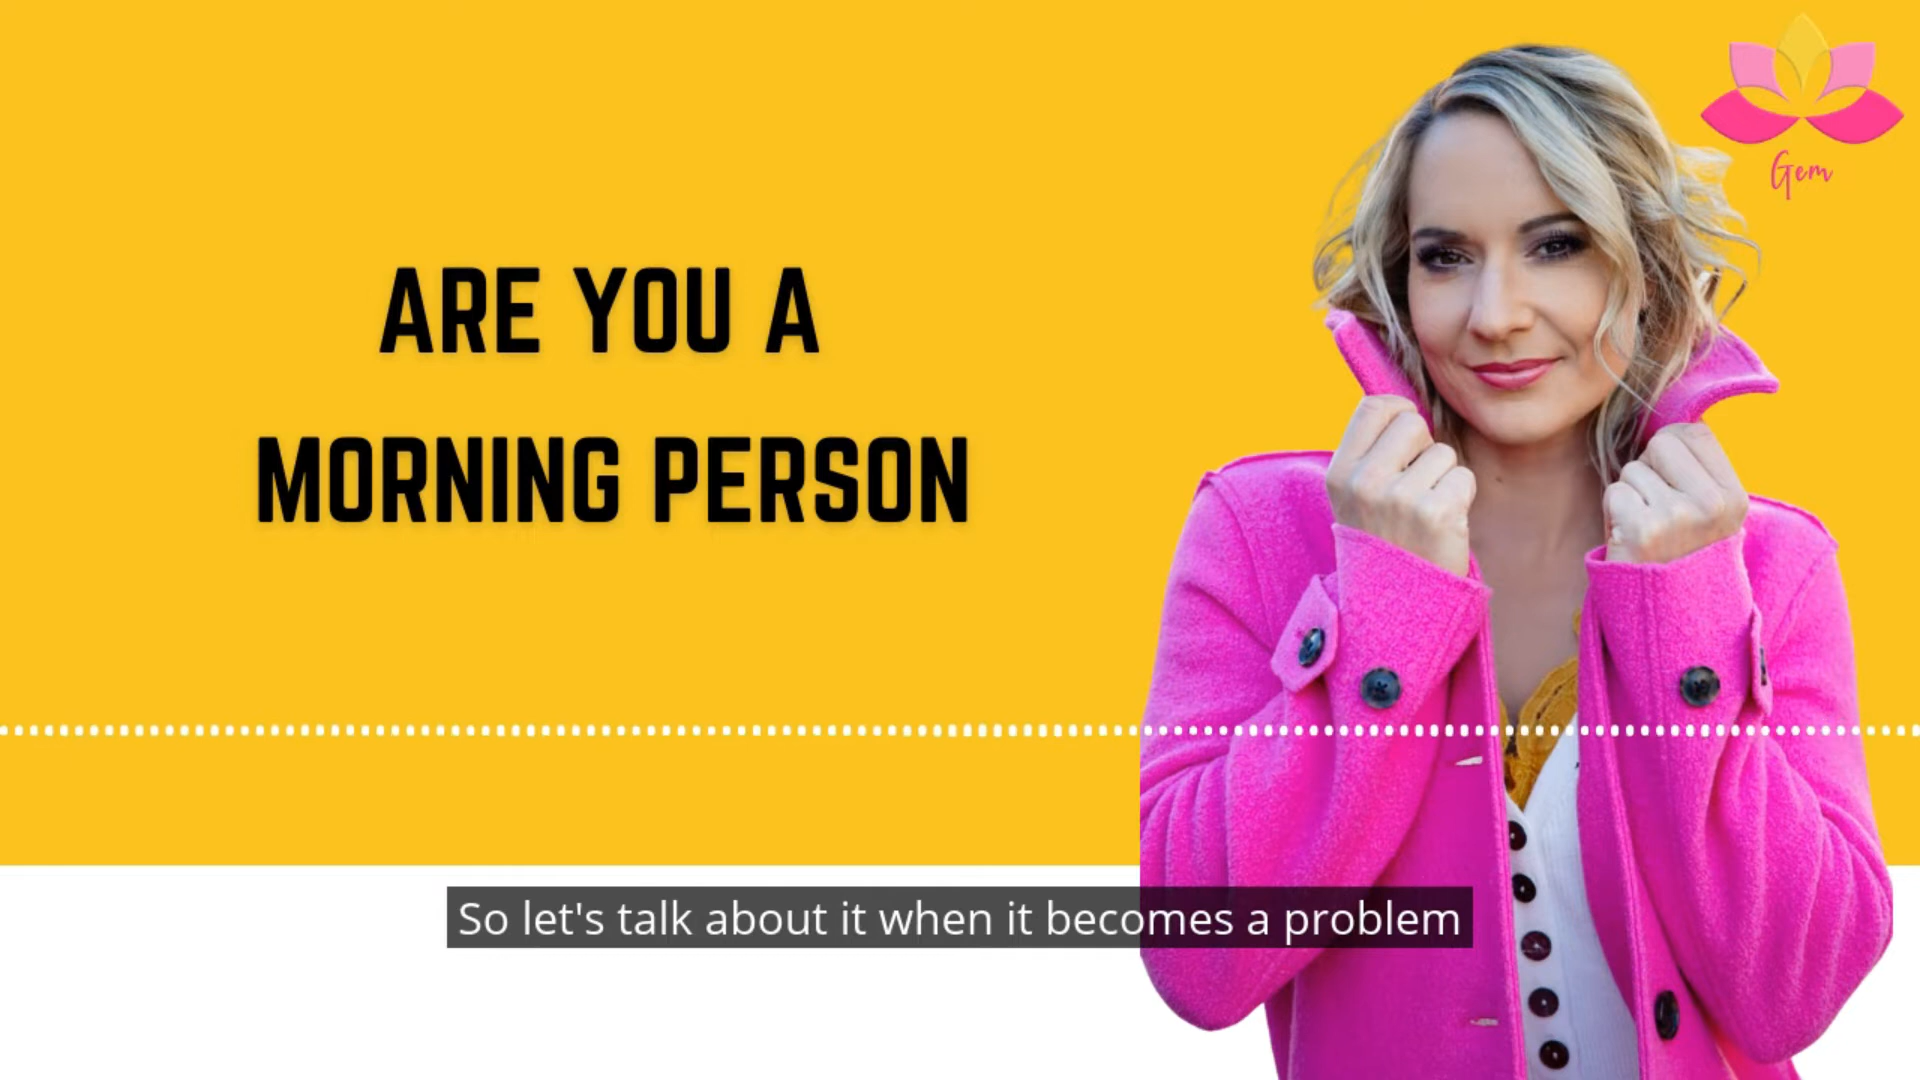 Gem
ARE YOU A
MORNING PERSON
So let's talk about it when it becomes a problem